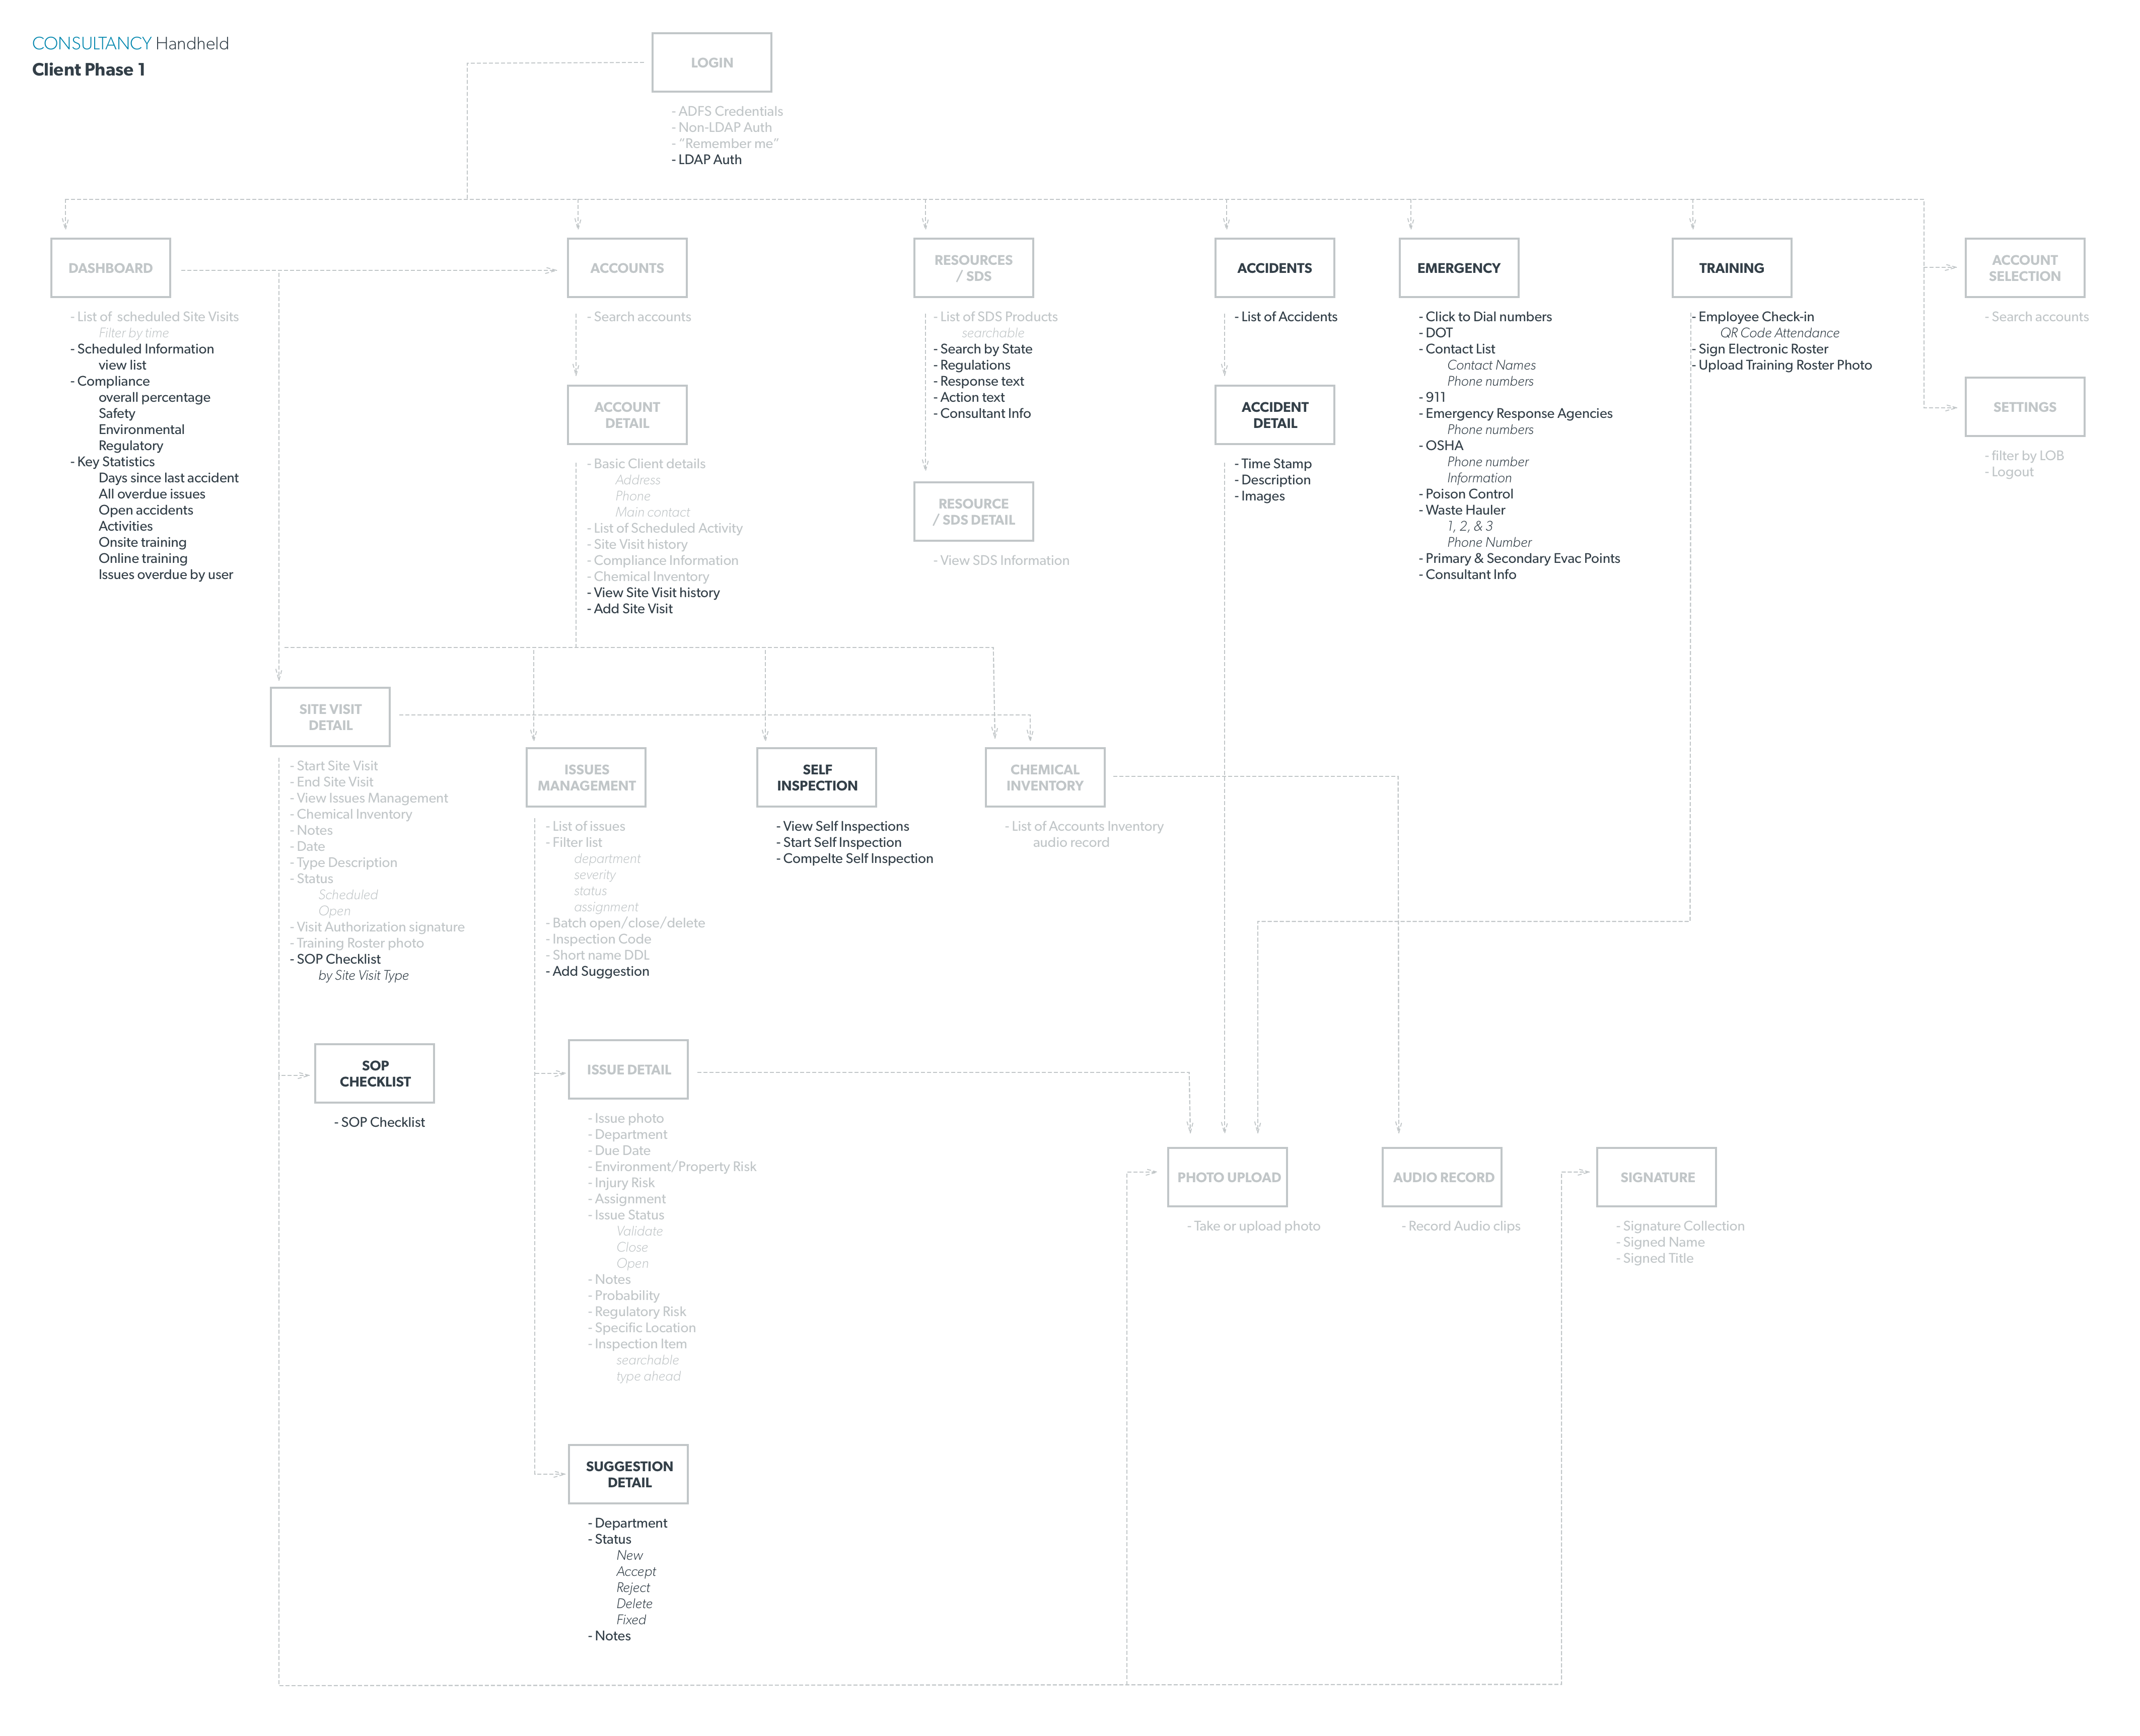 CONSULTANCY Handheld
Client Phase 1
LOGIN
- ADFS Credentials
- Non-LDAP Auth
- “Remember me”
- LDAP Auth
DASHBOARD
- List of scheduled Site Visits
Filter by time
- Scheduled Information
view list
- Compliance
overall percentage
Safety
Environmental
Regulatory
- Key Statistics
Days since last accident
All overdue issues
Open accidents
Activities
Onsite training
Online training
Issues overdue by user
ACCOUNTS
- Search accounts
ACCOUNT
DETAIL
- Basic Client details
Address
Phone
Main contact
- List of Scheduled Activity
- Site Visit history
- Compliance Information
- Chemical Inventory
- View Site Visit history
- Add Site Visit
RESOURCES
/ SDS
- List of SDS Products
searchable
- Search by State
- Regulations
- Response text
- Action text
- Consultant Info
RESOURCE
/ SDS DETAIL
- View SDS Information
ACCIDENTS
- List of Accidents
ACCIDENT
DETAIL
- Time Stamp
- Description
- Images
EMERGENCY
- Click to Dial numbers
- DOT
- Contact List
Contact Names
Phone numbers
- 911
- Emergency Response Agencies
Phone numbers
- OSHA
Phone number
Information
- Poison Control
- Waste Hauler
1, 2, & 3
Phone Number
- Primary & Secondary Evac Points
- Consultant Info
TRAINING
- Employee Check-in
QR Code Attendance
- Sign Electronic Roster
- Upload Training Roster Photo
ACCOUNT
SELECTION
- Search accounts
SETTINGS
- filter by LOB
- Logout
SITE VISIT
DETAIL
- Start Site Visit
- End Site Visit
- View Issues Management
- Chemical Inventory
- Notes
- Date
- Type Description
- Status
Scheduled
Open
- Visit Authorization signature
- Training Roster photo
- SOP Checklist
by Site Visit Type
ISSUES
MANAGEMENT
- List of issues
- Filter list
department
severity
status
assignment
- Batch open/close/delete
- Inspection Code
- Short name DDL
- Add Suggestion
SELF
INSPECTION
- View Self Inspections
- Start Self Inspection
- Compelte Self Inspection
CHEMICAL
INVENTORY
- List of Accounts Inventory
audio record
SOP
CHECKLIST
- SOP Checklist
ISSUE DETAIL
- Issue photo
- Department
- Due Date
- Environment/Property Risk
- Injury Risk
- Assignment
- Issue Status
Validate
Close
Open
- Notes
- Probability
- Regulatory Risk
- Specific Location
- Inspection Item
searchable
type ahead
PHOTO UPLOAD
- Take or upload photo
AUDIO RECORD
- Record Audio clips
SIGNATURE
- Signature Collection
- Signed Name
- Signed Title
SUGGESTION
DETAIL
- Department
- Status
New
Accept
Reject
Delete
Fixed
- Notes